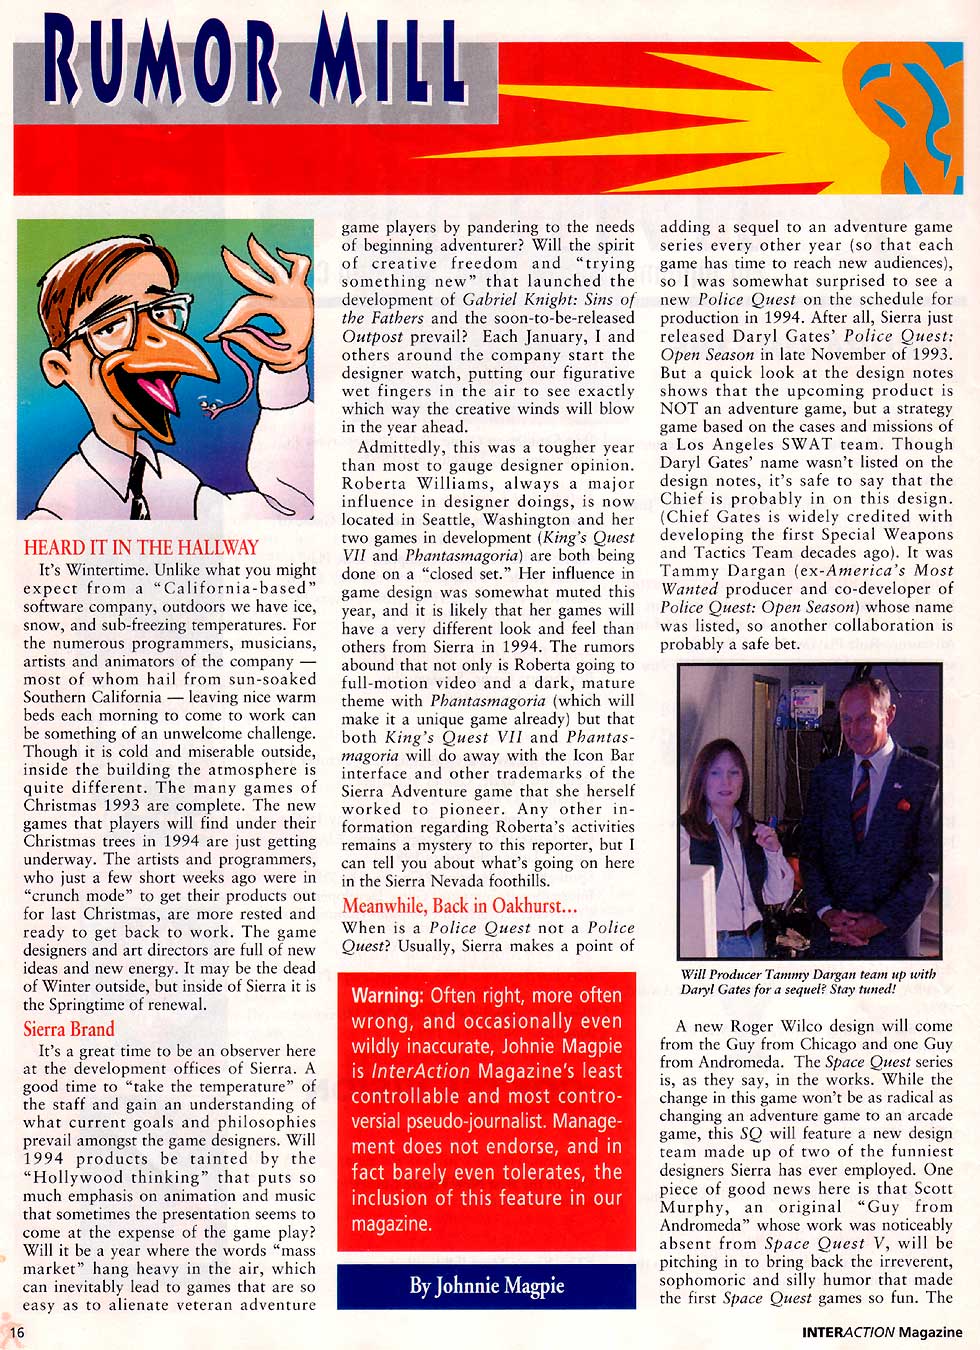 RUMOR MILL
HEARD IT IN THE HALLWAY
It's Wintertime. Unlike what you might
expect from a "California-based"
software company, outdoors we have ice,
snow, and sub-freezing temperatures. For
the numerous programmers, musicians,
artists and animators of the company —
most of whom hail from sun-soaked
Southern California — leaving nice warm
beds each morning to come to work can
be something of an unwelcome challenge.
Though it is cold and miserable outside,
inside the building the atmosphere is
quite different. The many games of
Christmas 1993 are complete. The new
games that players will find under their
Christmas trees in 1994 are just getting
underway. The artists and programmers,
who just a few short weeks ago were in
"crunch mode" to get their products out
for last Christmas, are more rested and
ready to get back to work. The game
designers and art directors are full of new
ideas and new energy. It may be the dead
of Winter outside, but inside of Sierra it is
the Springtime of renewal.
Sierra Brand
It's a great time to be an observer here
at the development offices of Sierra. A
good time to "take the temperature" of
the staff and gain an understanding of
what current goals and philosophies
prevail amongst the game designers. Will
1994 products be tainted by the
"Hollywood thinking" that puts so
much emphasis on animation and music
that sometimes the presentation seems to
come at the expense of the game play?
Will it be a year where the words "mass
market" hang heavy in the air, which
can inevitably lead to games that are so
easy as to alienate veteran adventure
game players by pandering to the needs
of beginning adventurer? Will the spirit
of creative freedom and "trying
something new" that launched the
development of Gabriel Knight: Sins of
the Fathers and the soon-to-be-released
Outpost prevail? Each January, I and
others around the company start the
designer watch, putting our figurative
wet fingers in the air to see exactly
which way the creative winds will blow
in the year ahead.
Admittedly, this was a tougher year
than most to gauge designer opinion.
Roberta Williams, always a major
influence in designer doings, is now
located in Seattle, Washington and her
two games in development (King's Quest
VII and Phantasmagoria) are both being
done on a "closed set." Her influence in
game design was somewhat muted this
year, and it is likely that her games will
have a very different look and feel than
others from Sierra in 1994. The rumors
abound that not only is Roberta going to
full-motion video and a dark, mature
theme with Phantasmagoria (which will
make it a unique game already) but that
both King's Quest VII and Phantas-
magoria will do away with the Icon Bar
interface and other trademarks of the
Sierra Adventure game that she herself
worked to pioneer. Any other in-
formation regarding Roberta's activities
remains a mystery to this reporter, but I
can tell you about what's going on here
in the Sierra Nevada foothills.
Meanwhile, Back in Oakhurst...
When is a Police Quest not a Police
Quest? Usually, Sierra makes a point of
Warning: Often right, more often
wrong, and occasionally even
wildly inaccurate, Johnie Magpie
is InterAction Magazine's least
controllable and most contro-
versial pseudo-journalist. Manage-
ment does not endorse, and in
fact barely even tolerates, the
inclusion of this feature in our
magazine.
By Johnnie Magpie
adding a sequel to an adventure game
series every other year (so that each
game has time to reach new audiences),
so I was somewhat surprised to see a
new Police Quest on the schedule for
production in 1994. After all, Sierra just
released Daryl Gates' Police Quest:
Open Season in late November of 1993.
But a quick look at the design notes
shows that the upcoming product is
NOT an adventure game, but a strategy
game based on the cases and missions of
a Los Angeles SWAT team. Though
Daryl Gates' name wasn't listed on the
design notes, it's safe to say that the
Chief is probably in on this design.
(Chief Gates is widely credited with
developing the first Special Weapons
and Tactics Team decades ago). It was
Tammy Dargan (ex-America's Most
Wanted producer and co-developer of
Police Quest: Open Season) whose name
was listed, so another collaboration is
probably a safe bet.
Will Producer Tammy Dargan team up with
Daryl Gates for a sequel? Stay tuned!
A new Roger Wilco design will come
from the Guy from Chicago and one Guy
from Andromeda. The Space Quest series
is, as they say, in the works. While the
change in this game won't be as radical as
changing an adventure game to an arcade
game, this SQ will feature a new design
team made up of two of the funniest
designers Sierra has ever employed. One
piece of good news here is that Scott
Murphy, an original "Guy from
Andromeda" whose work was noticeably
absent from Space Quest V, will be
pitching in to bring back the irreverent,
sophomoric and silly humor that made
the first Space Quest games so fun. The
16
INTERACTION Magazine